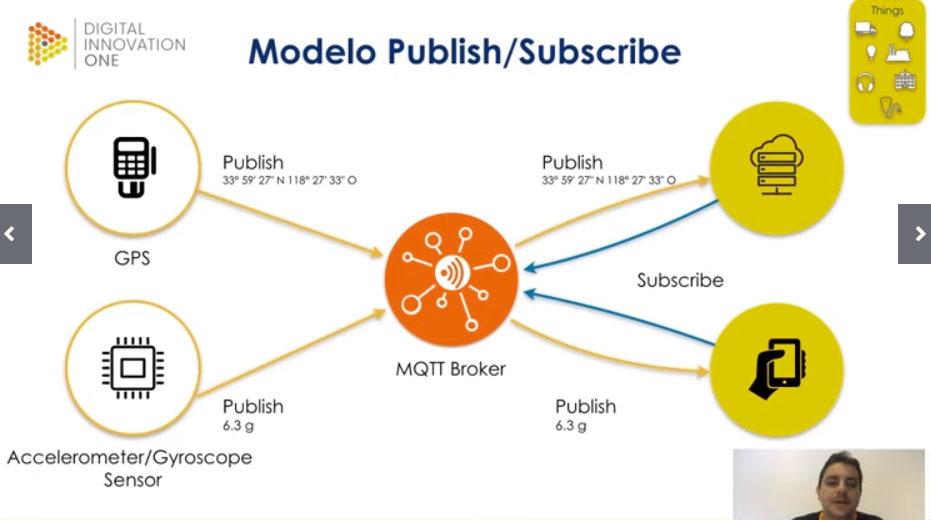 DIGITAL
INNOVATION
ONE
Modelo Publish/Subscribe
Things
Publish
33° 59' 27" N 118° 27' 33" O
Publish
33° 59' 27" N 118° 27' 33" O
GPS
Subscribe
MQTT Broker
Publish
6.3 g
Publish
6.3 g
Accelerometer/Gyroscope
Sensor